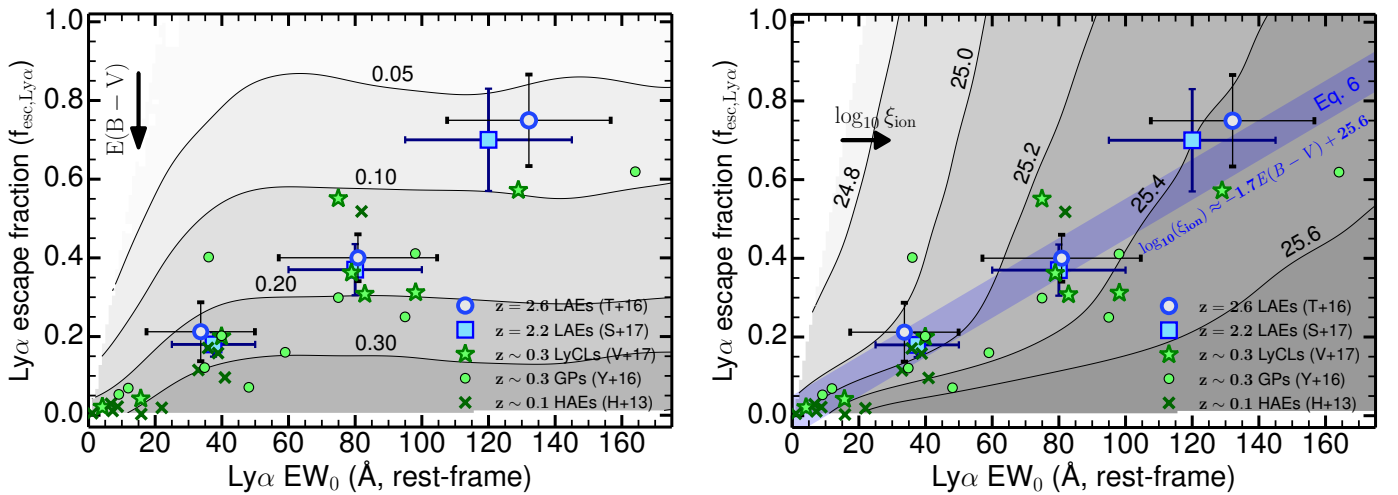 Lyα escape fraction (f_esc,Lyα)
1.0
0.8
0.6
0.4
0.2
0.0
E(B − V)
0.05
0.10
0.20
0.30
z = 2.6 LAEs (T+16)
z = 2.2 LAEs (S+17)
z ∼ 0.3 LyCLs (V+17)
z ∼ 0.3 GPs (Y+16)
z ∼ 0.1 HAEs (H+13)
0 20 40 60 80 100 120 140 160
Lyα EW₀ (Å, rest-frame)
Lyα escape fraction (f_esc,Lyα)
1.0
0.8
0.6
0.4
0.2
0.0
log₁₀ ξ_ion
24.8
25.0
25.2
25.4
25.6
Eq. 6
log₁₀(ξ_ion) ≈ −1.7E(B − V) + 25.6
z = 2.6 LAEs (T+16)
z = 2.2 LAEs (S+17)
z ∼ 0.3 LyCLs (V+17)
z ∼ 0.3 GPs (Y+16)
z ∼ 0.1 HAEs (H+13)
0 20 40 60 80 100 120 140 160
Lyα EW₀ (Å, rest-frame)